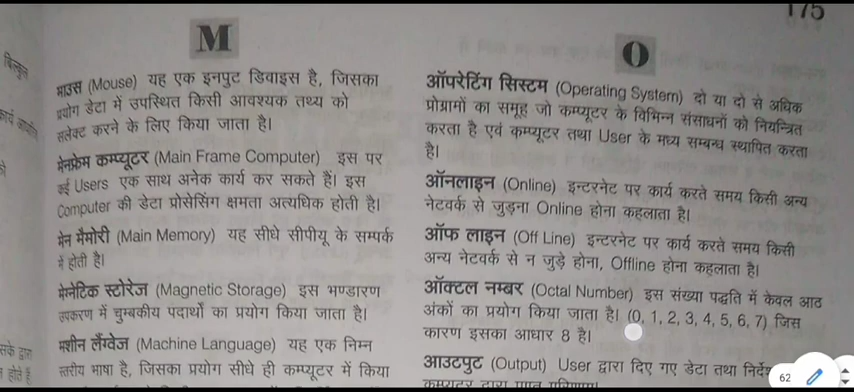 175
M
माउस (Mouse) यह एक इनपुट डिवाइस है, जिसका
प्रयोग डेटा में उपस्थित किसी आवश्यक तथ्य को
सलेक्ट करने के लिए किया जाता है।
मेनफ्रेम कम्प्यूटर (Main Frame Computer) इस पर
कई Users एक साथ अनेक कार्य कर सकते हैं। इस
Computer की डेटा प्रोसेसिंग क्षमता अत्यधिक होती है।
मेन मैमोरी (Main Memory) यह सीधे सीपीयू के सम्पर्क
में होती है।
मैग्नेटिक स्टोरेज (Magnetic Storage) इस भण्डारण
उपकरण में चुम्बकीय पदार्थों का प्रयोग किया जाता है।
मशीन लैंग्वेज (Machine Language) यह एक निम्न
स्तरीय भाषा है, जिसका प्रयोग सीधे ही कम्प्यूटर में किया
O
ऑपरेटिंग सिस्टम (Operating System) दो या दो से अधिक
प्रोग्रामों का समूह जो कम्प्यूटर के विभिन्न संसाधनों को नियन्त्रित
करता है एवं कम्प्यूटर तथा User के मध्य सम्बन्ध स्थापित करता
है।
ऑनलाइन (Online) इन्टरनेट पर कार्य करते समय किसी अन्य
नेटवर्क से जुड़ना Online होना कहलाता है।
ऑफ लाइन (Off Line) इन्टरनेट पर कार्य करते समय किसी
अन्य नेटवर्क से न जुड़े होना, Offline होना कहलाता है।
ऑक्टल नम्बर (Octal Number) इस संख्या पद्धति में केवल आठ
अंकों का प्रयोग किया जाता है। (0, 1, 2, 3, 4, 5, 6, 7) जिस
कारण इसका आधार 8 है।
आउटपुट (Output) User द्वारा दिए गए डेटा तथा
कम्प्यूटर द्वारा प्राप्त परिणाम।
62